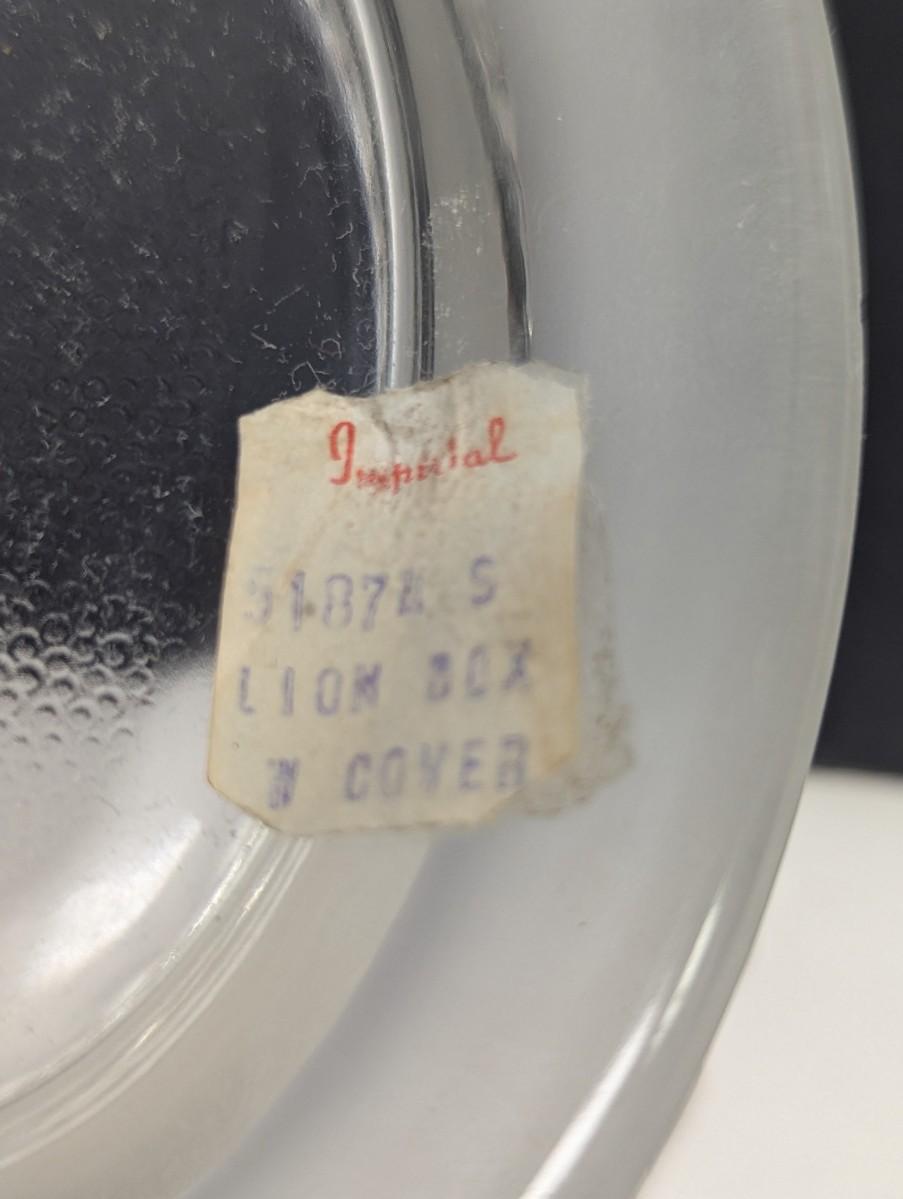 Imperial
51874 S
LION BOX
W COVER